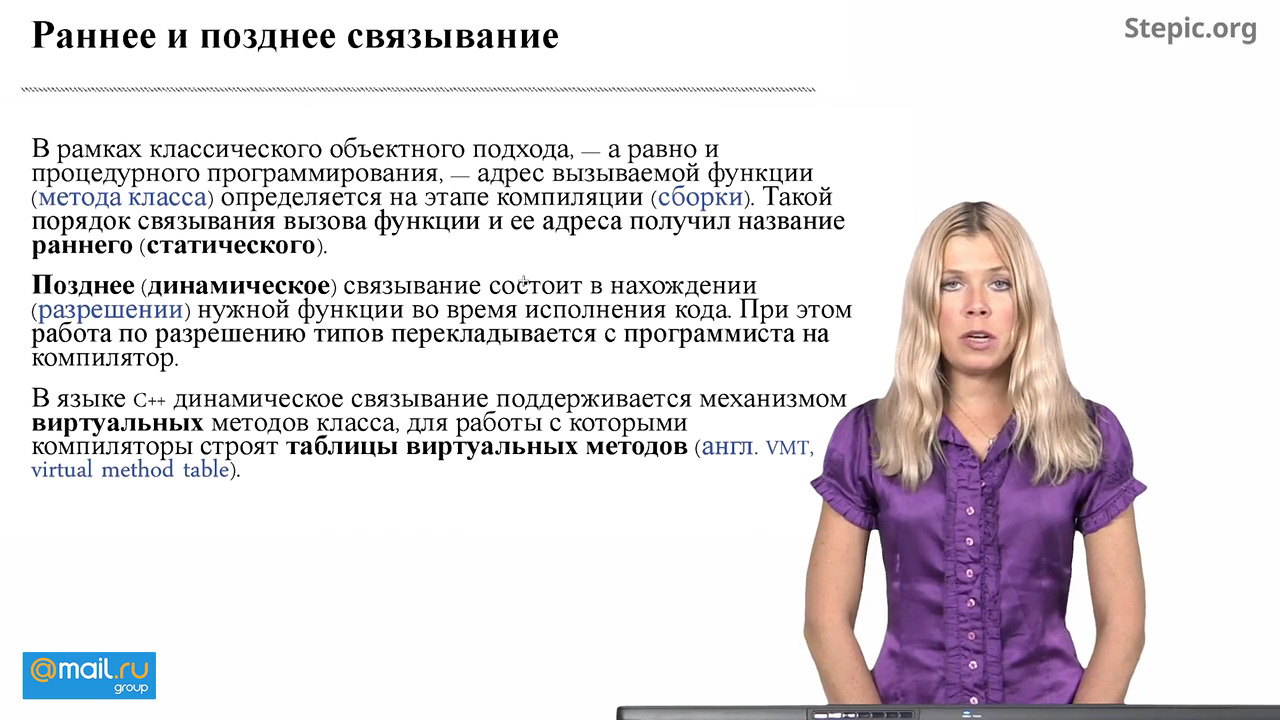 Раннее и позднее связывание
Stepic.org
В рамках классического объектного подхода, — а равно и
процедурного программирования, — адрес вызываемой функции
(метода класса) определяется на этапе компиляции (сборки). Такой
порядок связывания вызова функции и ее адреса получил название
раннего (статического).
Позднее (динамическое) связывание состоит в нахождении
(разрешении) нужной функции во время исполнения кода. При этом
работа по разрешению типов перекладывается с программиста на
компилятор.
В языке C++ динамическое связывание поддерживается механизмом
виртуальных методов класса, для работы с которыми
компиляторы строят таблицы виртуальных методов (англ. VMT,
virtual method table).
@mail.ru
group